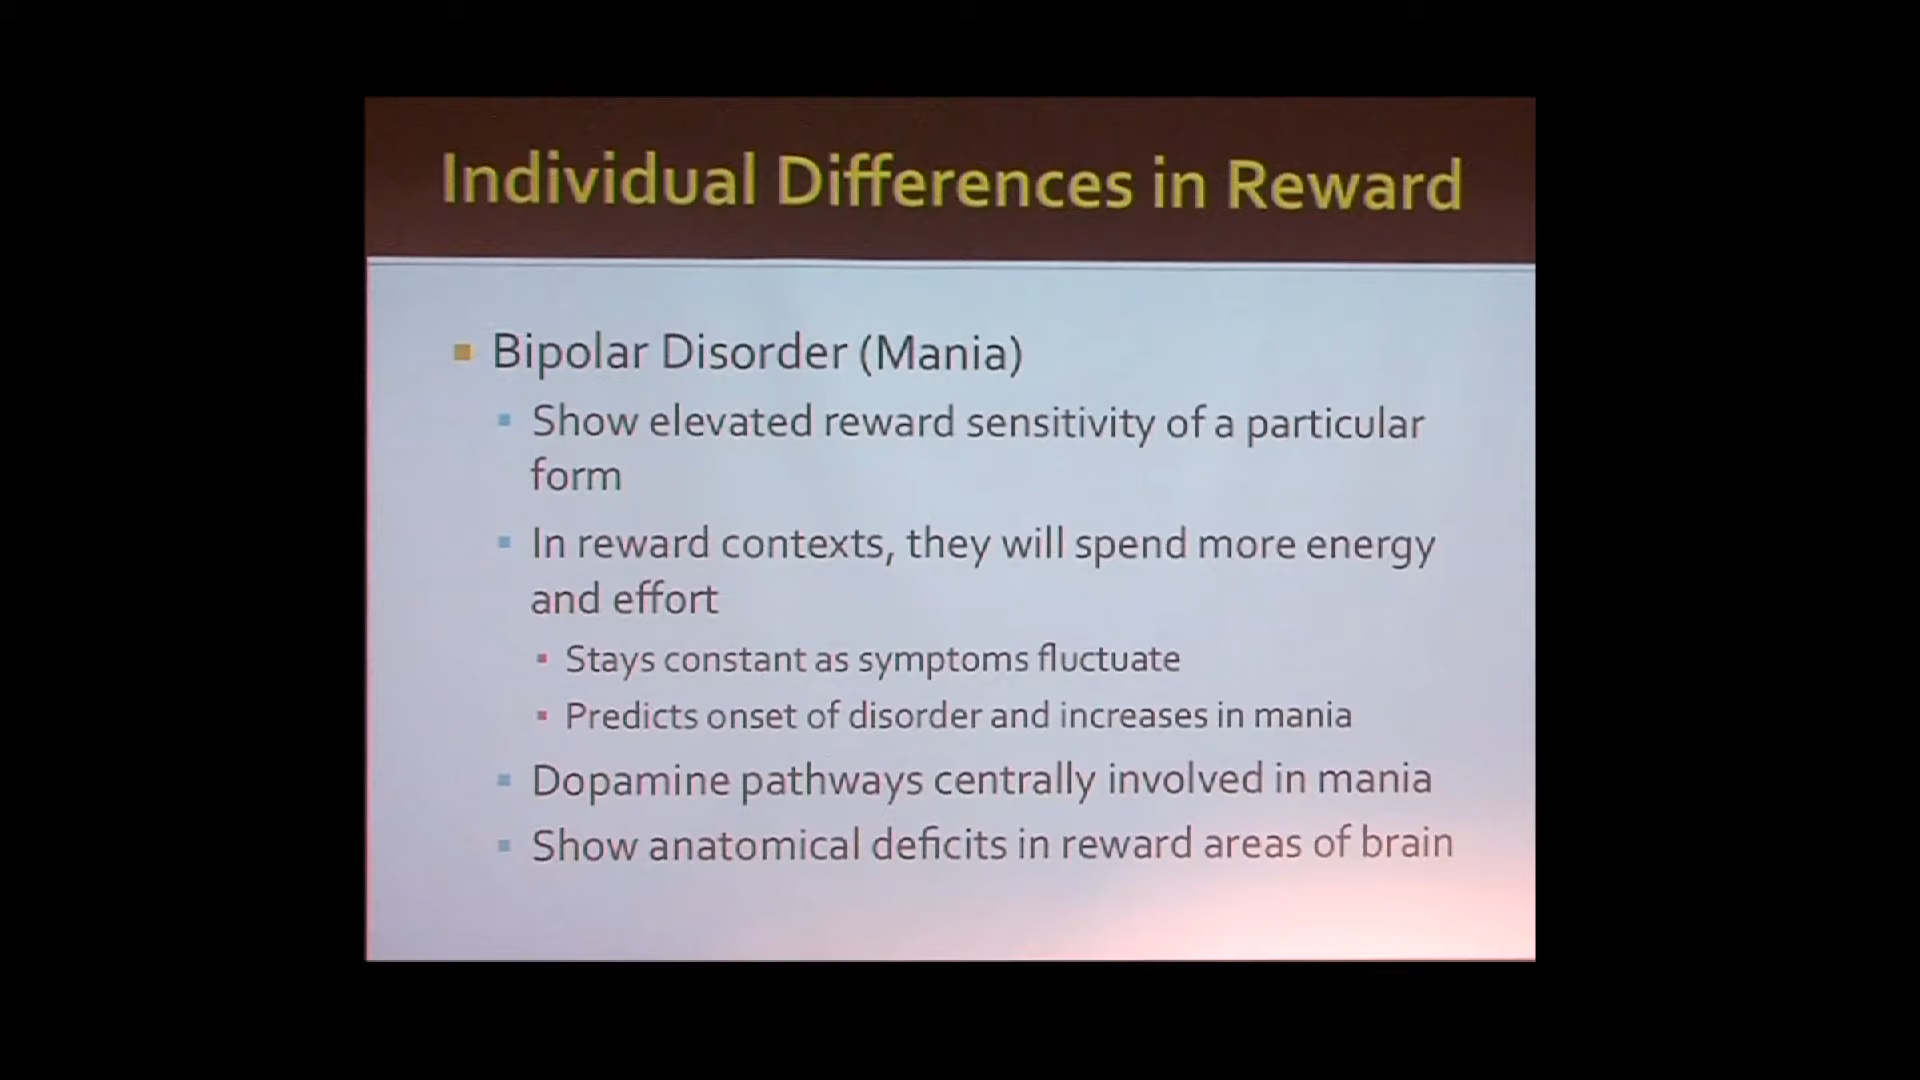 Individual Differences in Reward
Bipolar Disorder (Mania)
Show elevated reward sensitivity of a particular
form
In reward contexts, they will spend more energy
and effort
Stays constant as symptoms fluctuate
Predicts onset of disorder and increases in mania
Dopamine pathways centrally involved in mania
Show anatomical deficits in reward areas of brain